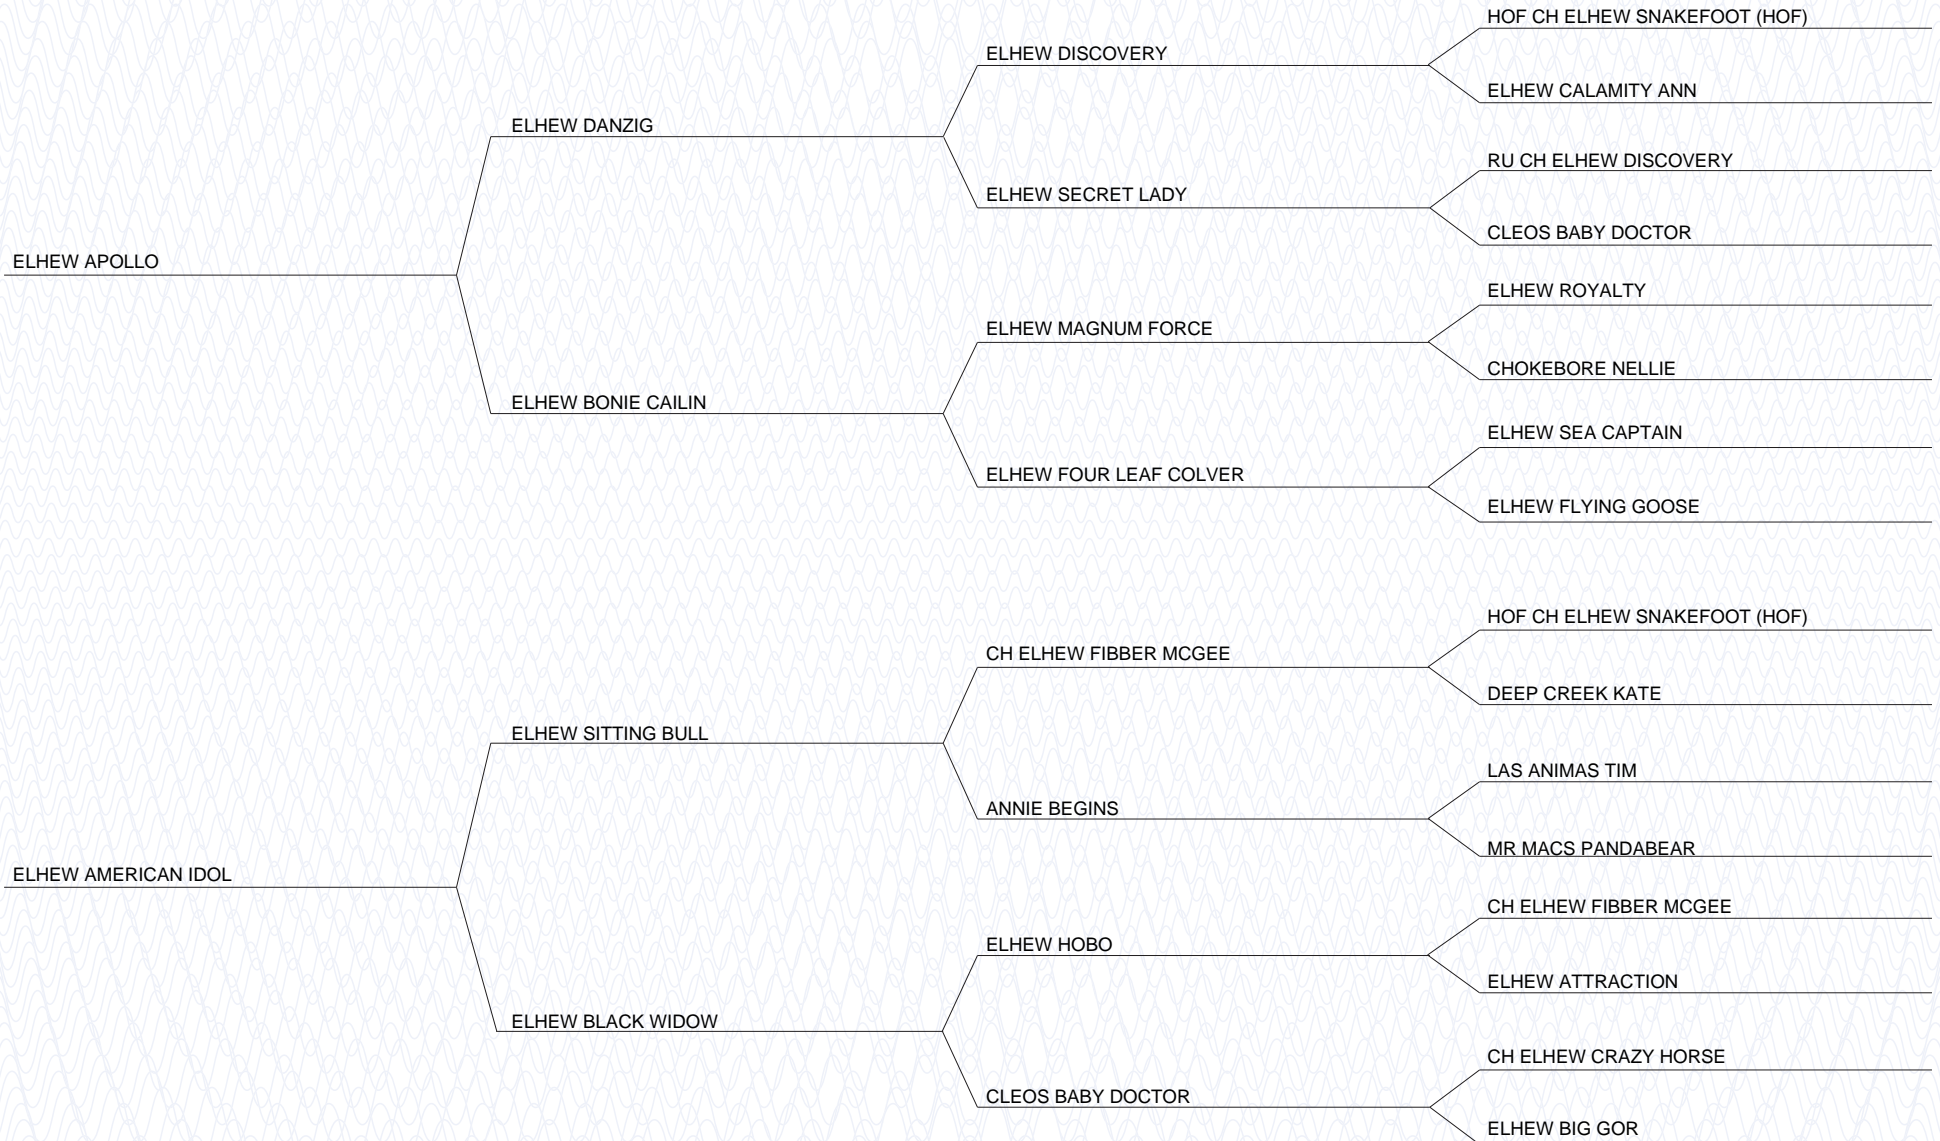 HOF CH ELHEW SNAKEFOOT (HOF)
ELHEW DISCOVERY
ELHEW CALAMITY ANN
ELHEW DANZIG
RU CH ELHEW DISCOVERY
ELHEW SECRET LADY
CLEOS BABY DOCTOR
ELHEW APOLLO
ELHEW ROYALTY
ELHEW MAGNUM FORCE
CHOKEBORE NELLIE
ELHEW BONIE CAILIN
ELHEW SEA CAPTAIN
ELHEW FOUR LEAF COLVER
ELHEW FLYING GOOSE
HOF CH ELHEW SNAKEFOOT (HOF)
CH ELHEW FIBBER MCGEE
DEEP CREEK KATE
ELHEW SITTING BULL
LAS ANIMAS TIM
ANNIE BEGINS
MR MACS PANDABEAR
ELHEW AMERICAN IDOL
CH ELHEW FIBBER MCGEE
ELHEW HOBO
ELHEW ATTRACTION
ELHEW BLACK WIDOW
CH ELHEW CRAZY HORSE
CLEOS BABY DOCTOR
ELHEW BIG GOR